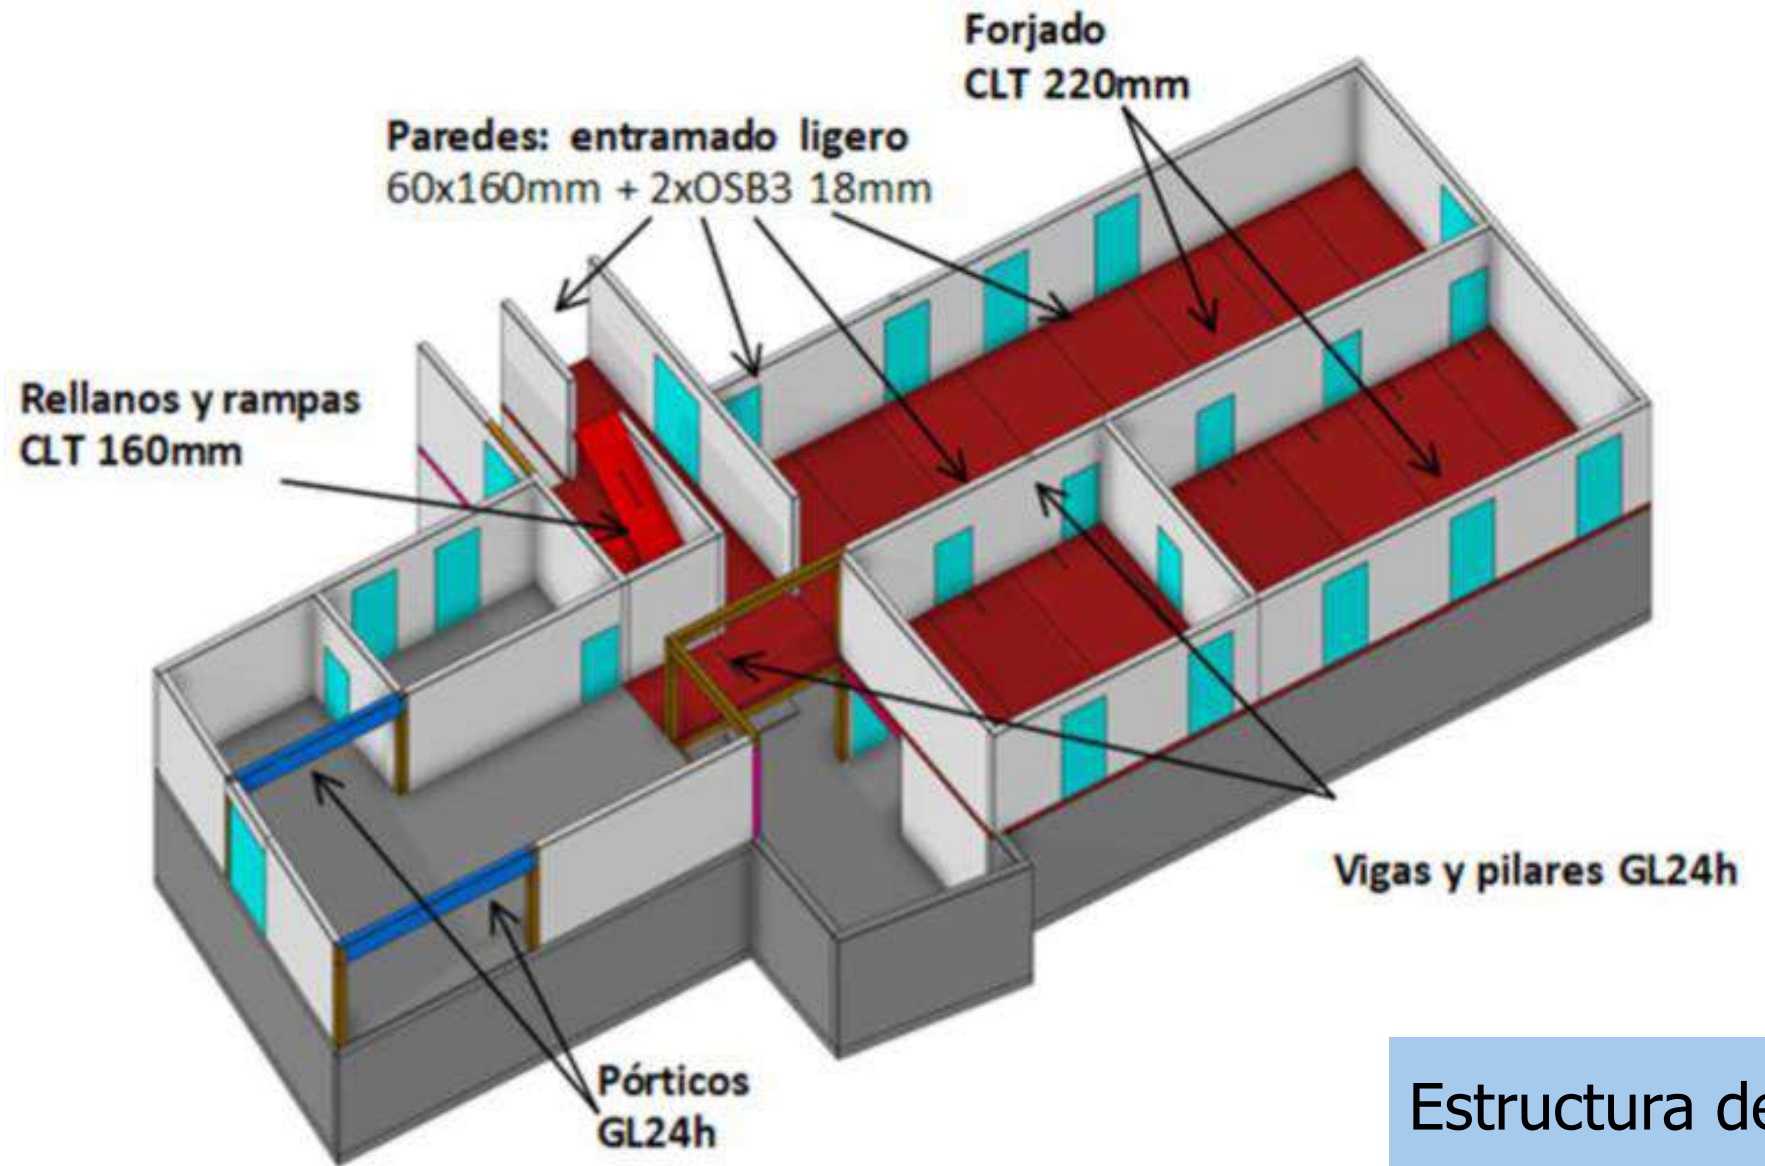 Forjado
CLT 220mm
Paredes: entramado ligero
60x160mm + 2xOSB3 18mm
Rellanos y rampas
CLT 160mm
Vigas y pilares GL24h
Pórticos
GL24h
Estructura de